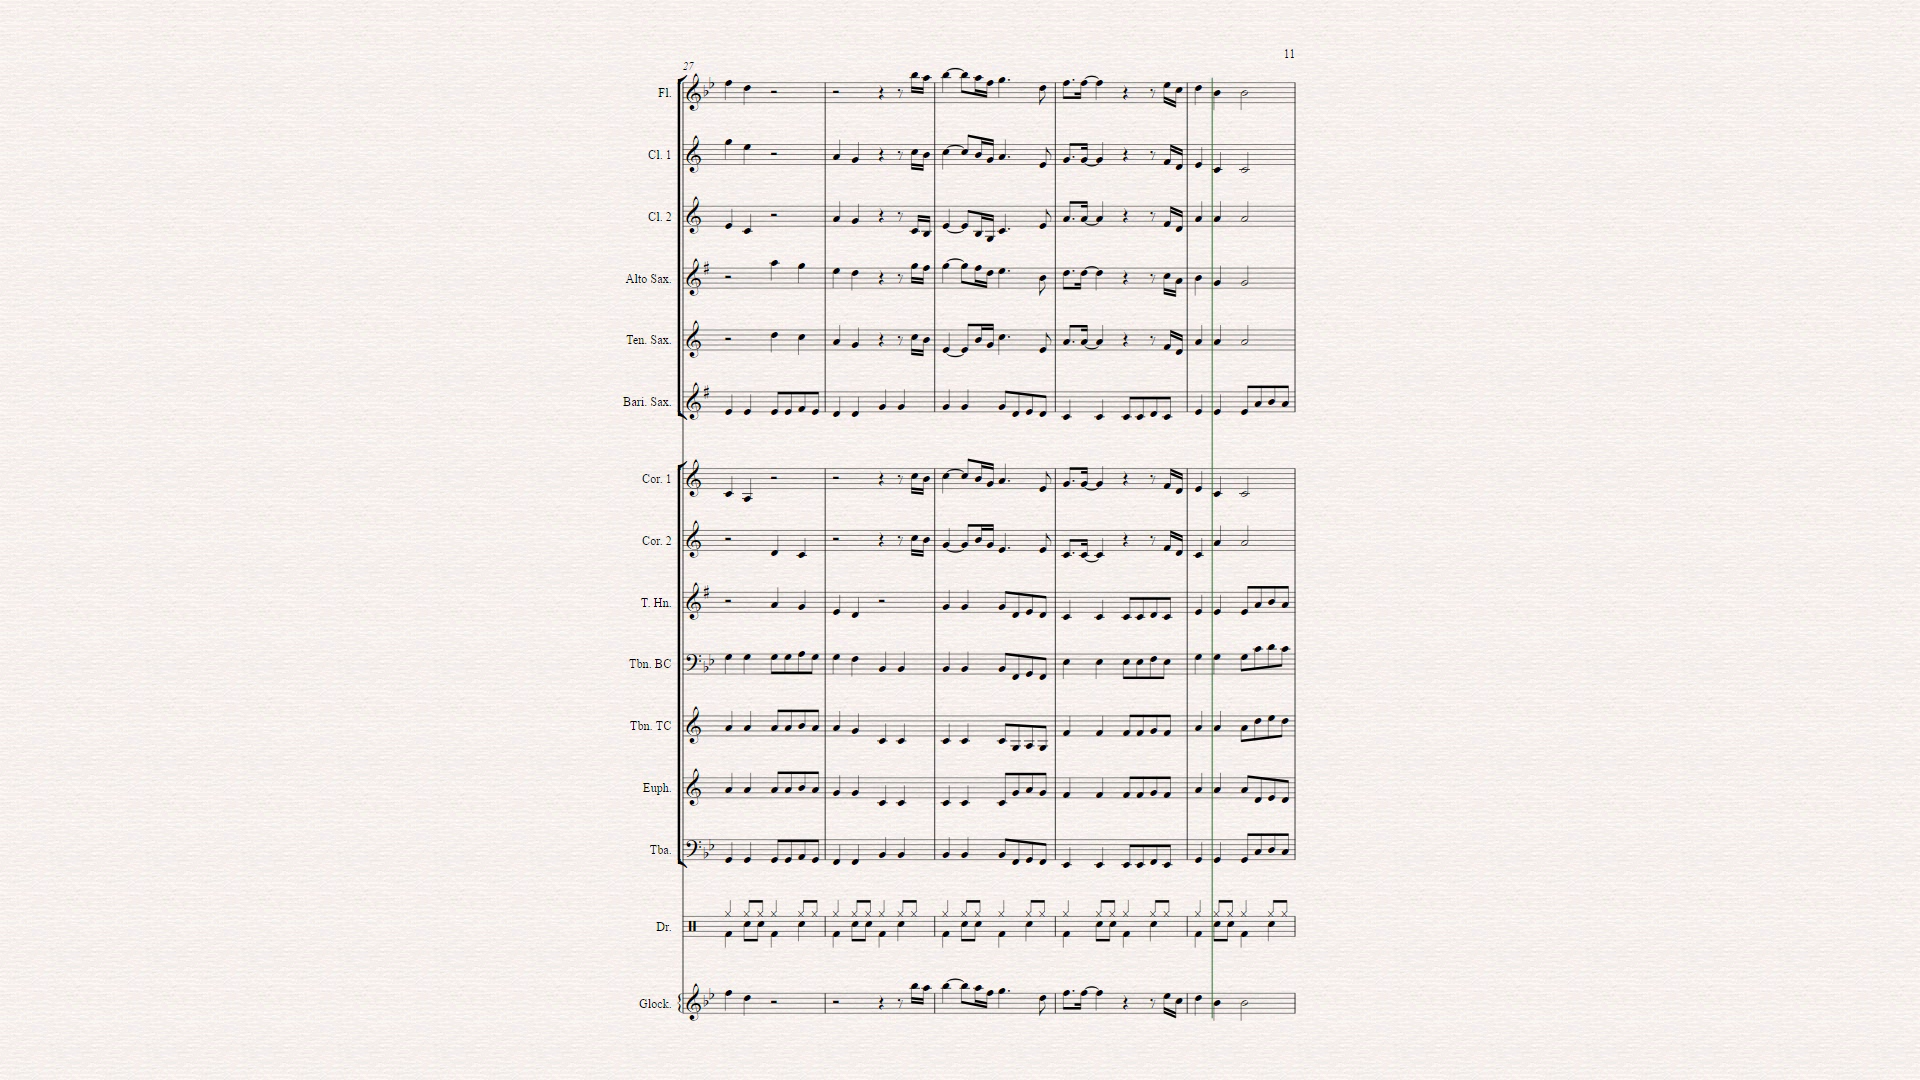 11
27
Fl.
Cl. 1
Cl. 2
Alto Sax.
Ten. Sax.
Bari. Sax.
Cor. 1
Cor. 2
T. Hn.
Tbn. BC
Tbn. TC
Euph.
Tba.
Dr.
Glock.